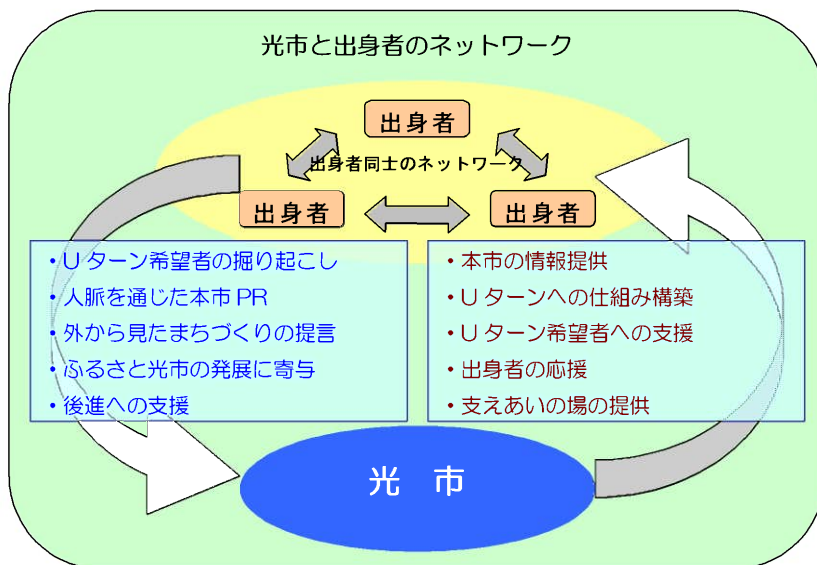 光市と出身者のネットワーク
出身者
出身者同士のネットワーク
出身者
出身者
・Uターン希望者の掘り起こし
・人脈を通じた本市 PR
・外から見たまちづくりの提言
・ふるさと光市の発展に寄与
・後進への支援
・本市の情報提供
・Uターンへの仕組み構築
・Uターン希望者への支援
・出身者の応援
・支えあいの場の提供
光　市